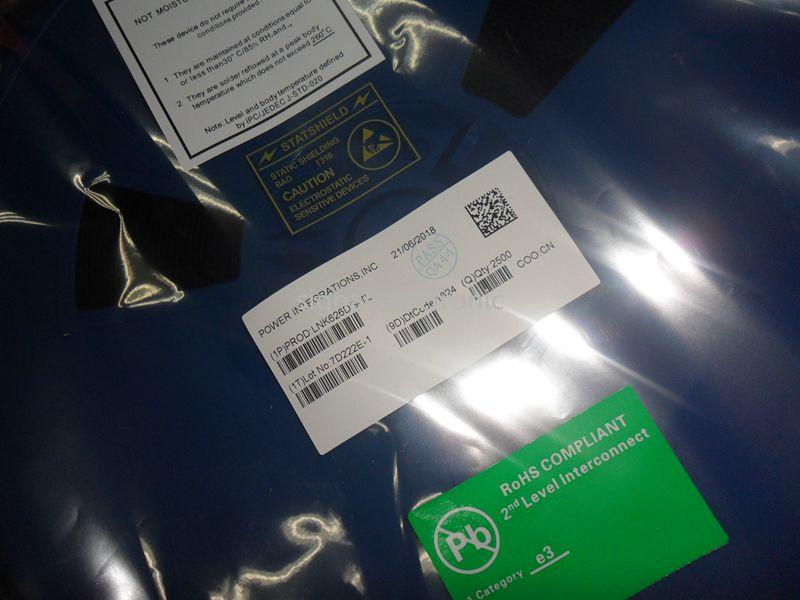 NOT MOISTU
These device do not require
conditions provided:
1. They are maintained at conditions equal to
or less than 30° C/85% RH, and
2 They are solder reflowed at a peak body
temperature which does not exceed 260°C
Note: Level and body temperature defined
by IPC/JEDEC J-STD-020
STATSHIELD
STATIC SHIELDING
BAG 1310
CAUTION
ELECTROSTATIC
SENSITIVE DEVICES
POWER INTEGRATIONS, INC 21/06/2018
PASS
QA44
(1P)PROD:
(9D)DtCode: (Q)Qty:2500 COO:CN
(1T)Lot No:7D222E-1
RoHS COMPLIANT
2nd Level Interconnect
Pb
Category e3